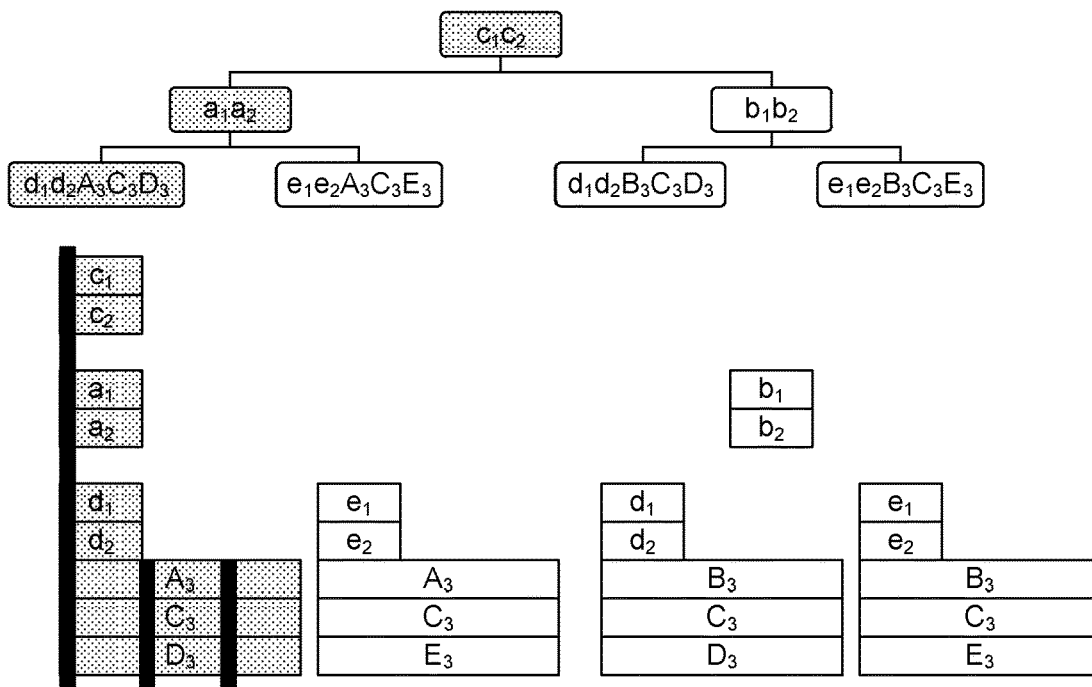 c₁c₂
a₁a₂ b₁b₂
d₁d₂A₃C₃D₃ e₁e₂A₃C₃E₃ d₁d₂B₃C₃D₃ e₁e₂B₃C₃E₃
c₁
c₂
a₁ b₁
a₂ b₂
d₁ e₁ d₁ e₁
d₂ e₂ d₂ e₂
A₃ A₃ B₃ B₃
C₃ C₃ C₃ C₃
D₃ E₃ D₃ E₃